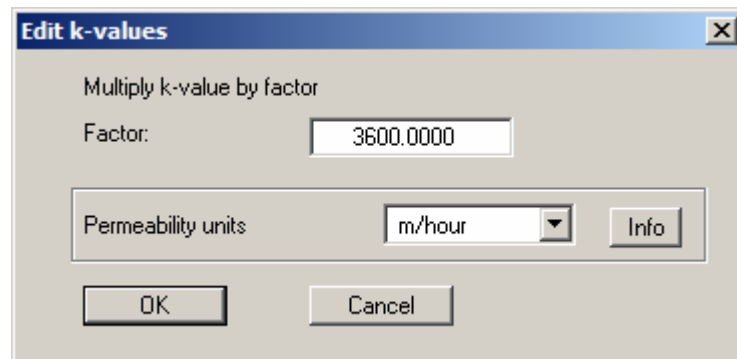 Edit k-values
Multiply k-value by factor
Factor: 3600.0000
Permeability units m/hour Info
OK Cancel